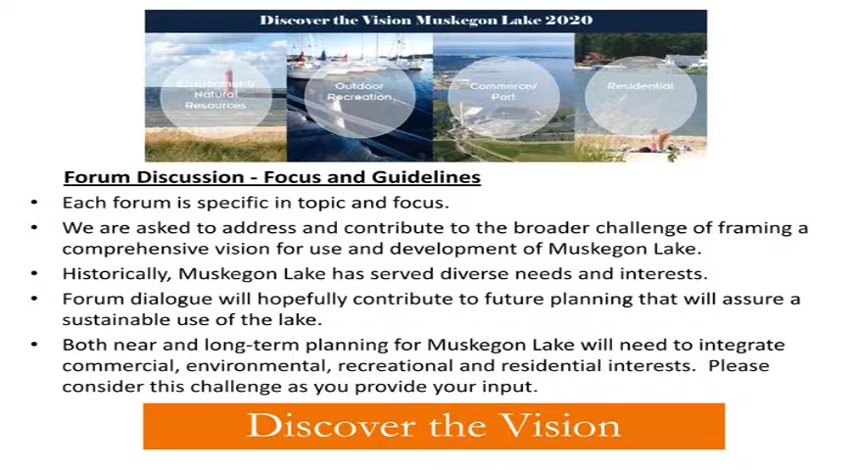 Discover the Vision Muskegon Lake 2020
Environment/
Natural
Resources
Outdoor
Recreation,
Commerce/
Port
Residential
Forum Discussion - Focus and Guidelines
• Each forum is specific in topic and focus.
• We are asked to address and contribute to the broader challenge of framing a
comprehensive vision for use and development of Muskegon Lake.
• Historically, Muskegon Lake has served diverse needs and interests.
• Forum dialogue will hopefully contribute to future planning that will assure a
sustainable use of the lake.
• Both near and long-term planning for Muskegon Lake will need to integrate
commercial, environmental, recreational and residential interests.  Please
consider this challenge as you provide your input.
Discover the Vision